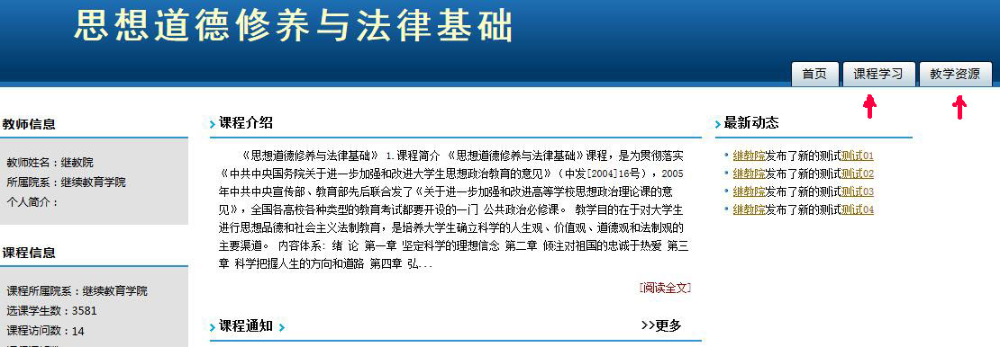 思想道德修养与法律基础
首页 课程学习 教学资源
教师信息
教师姓名：继教院
所属院系：继续教育学院
个人简介：
课程信息
课程所属院系：继续教育学院
选课学生数：3581
课程访问数：14
课程介绍
《思想道德修养与法律基础》 1.课程简介 《思想道德修养与法律基础》课程，是为贯彻落实
《中共中央国务院关于进一步加强和改进大学生思想政治教育的意见》（中发[2004]16号），2005
年中共中央宣传部、教育部先后联合发了《关于进一步加强和改进高等学校思想政治理论课的意
见》，全国各高校各种类型的教育考试都要开设的一门 公共政治必修课。 教学目的在于对大学生
进行思想品德和社会主义法制教育，是培养大学生确立科学的人生观、价值观、道德观和法制观的
主要渠道。 内容体系：绪 论 第一章 坚定科学的理想信念 第二章 倾注对祖国的忠诚于热爱 第三
章 科学把握人生的方向和道路 第四章 弘...
[阅读全文]
课程通知
>>更多
最新动态
继教院发布了新的测试测试01
继教院发布了新的测试测试02
继教院发布了新的测试测试03
继教院发布了新的测试测试04